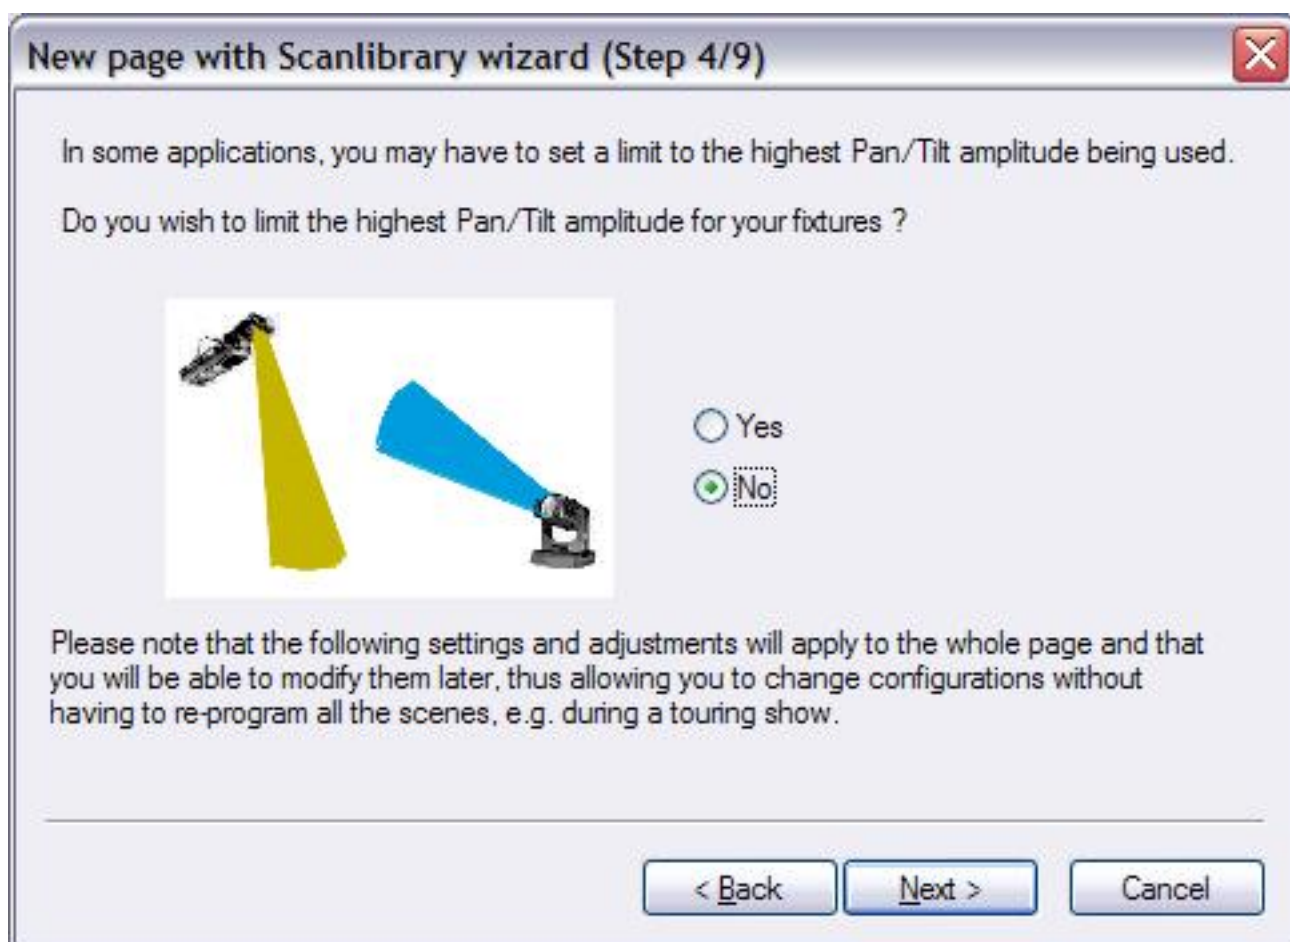 New page with Scanlibrary wizard (Step 4/9)
In some applications, you may have to set a limit to the highest Pan/Tilt amplitude being used.
Do you wish to limit the highest Pan/Tilt amplitude for your fixtures ?
Yes
No
Please note that the following settings and adjustments will apply to the whole page and that
you will be able to modify them later, thus allowing you to change configurations without
having to re-program all the scenes, e.g. during a touring show.
< Back   Next >   Cancel